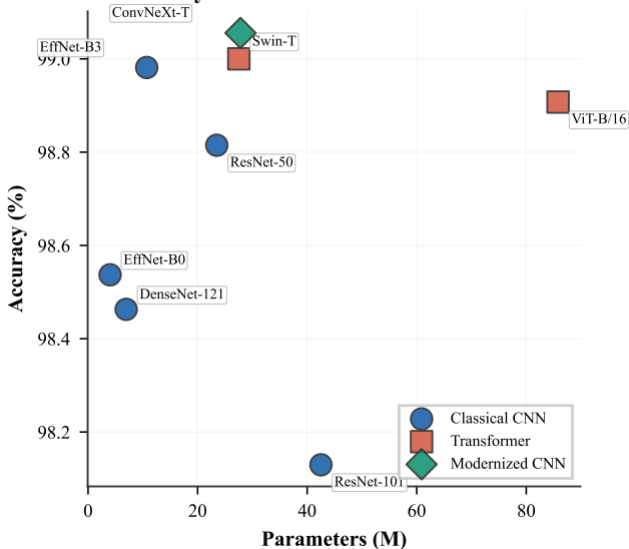 ConvNeXt-T
EffNet-B3
Swin-T
99.0
ViT-B/16
98.8
ResNet-50
98.6
EffNet-B0
DenseNet-121
98.4
98.2
Classical CNN
Transformer
Modernized CNN
ResNet-101
0
20
40
60
80
Parameters (M)
Accuracy (%)